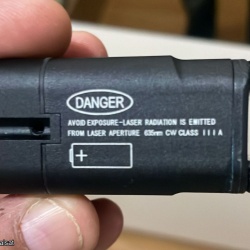 DANGER
AVOID EXPOSURE-LASER RADIATION IS EMITTED
FROM LASER APERTURE 635nm CW CLASS IIIA
+